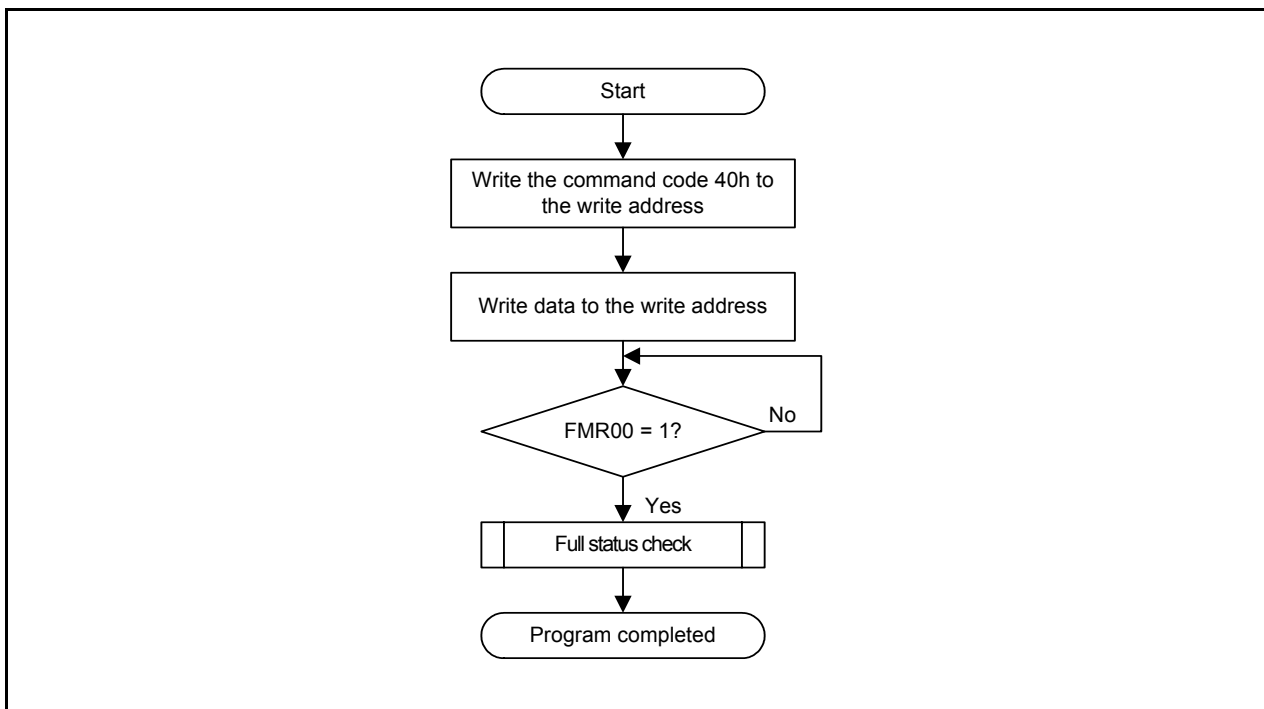 Start
Write the command code 40h to
the write address
Write data to the write address
FMR00 = 1?
No
Yes
Full status check
Program completed